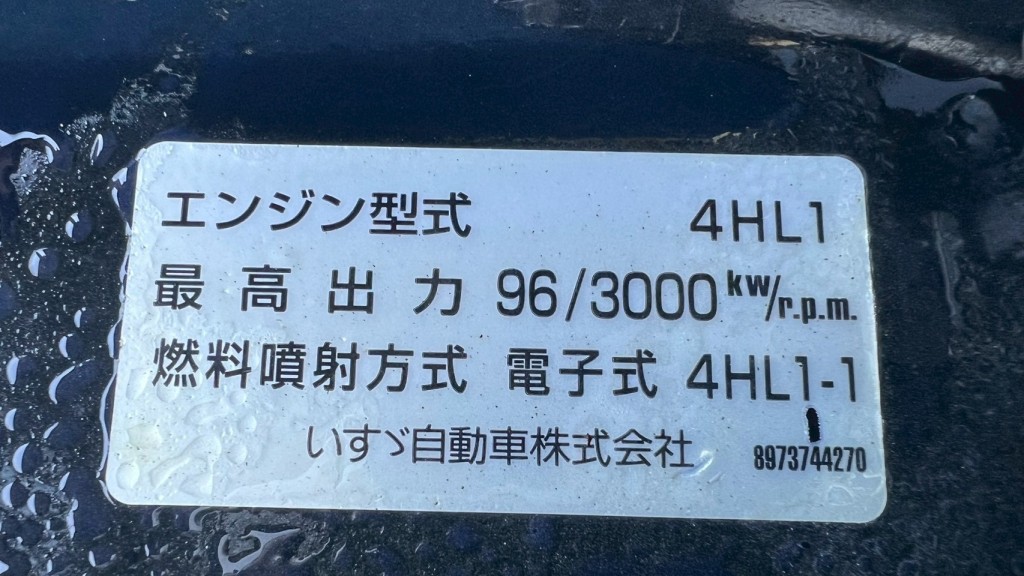 エンジン型式 4HL1
最高出力 96/3000 kw/r.p.m.
燃料噴射方式 電子式 4HL1-1
いすゞ自動車株式会社 8973744270